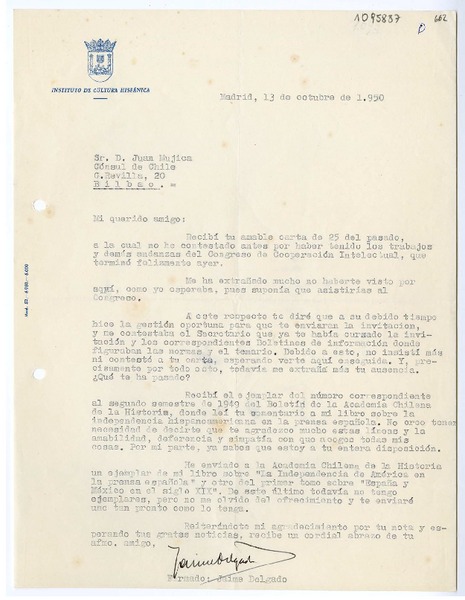 1095837
662
INSTITUTO DE CULTURA HISPÁNICA
Madrid, 13 de octubre de 1.950
Sr. D. Juan Mujica
Cónsul de Chile
G.Revilla, 20
Bilbao. =
Mi querido amigo:
Recibí tu amable carta de 25 del pasado,
a la cual no he contestado antes por haber tenido los trabajos
y demás andanzas del Congreso de Cooperación Intelectual, que
terminó felizmente ayer.
Me ha extrañado mucho no haberte visto por
aquí, como yo esperaba, pues suponía que asistirías al
Congreso.
A este respecto te diré que a su debido tiempo
hice la gestión oportuna para que te enviaran la invitacion,
y me contestaba el Secretario que ya te había cursado la invi-
tación y los correspondientes Boletines de información donde
figuraban las normas y el temario. Debido a esto, no insistí más
ni contesté a tu carta, esperando verte aquí enseguida. Y, pre-
cisamente por todo esto, todavía me extraña más tu ausencia.
¿Qué te ha pasado?
Recibí el ejemplar del número correspondiente
al segundo semestre de 1949 del Boletín de la Academia Chilena
de la Historia, donde leí tu comentario a mi libro sobre la
independencia hispanoamericana en la prensa española. No creo tener
necesidad de decirte que te agradezco mucho estas líneas y la
amabilidad, deferencia y simpatía con que acoges todas mis
cosas. Por mi parte, ya sabes que estoy a tu entera disposición.
He enviado a la Academia Chilena de la Historia
un ejemplar de mi libro sobre "La Independencia de América en
la prensa española" y otro del primer tomo sobre "España y
México en el siglo XIX". De este último todavía no tengo
ejemplares, pero no me olvido del ofrecimiento y te enviaré
uno tan pronto como lo tenga.
Reiterándote mi agradecimiento por tu nota y es-
perando tus gratas noticias, recibe un cordial abrazo de tu
afmo. amigo,
Jaime Delgado
Firmado: Jaime Delgado